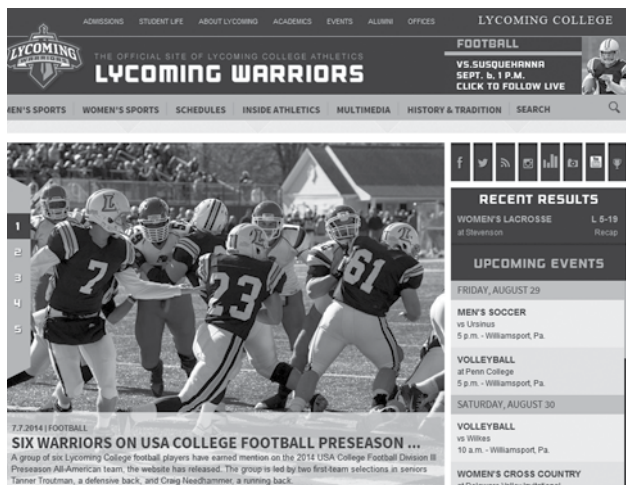 ADMISSIONS STUDENT LIFE ABOUT LYCOMING ACADEMICS EVENTS ALUMNI OFFICES LYCOMING COLLEGE
LYCOMING
WARRIORS
THE OFFICIAL SITE OF LYCOMING COLLEGE ATHLETICS
LYCOMING WARRIORS
FOOTBALL
VS.SUSQUEHANNA
SEPT. 6, 1 P.M.
CLICK TO FOLLOW LIVE
MEN'S SPORTS WOMEN'S SPORTS SCHEDULES INSIDE ATHLETICS MULTIMEDIA HISTORY & TRADITION SEARCH
1
2
3
4
5
L
7
23
61
7.7.2014 | FOOTBALL
SIX WARRIORS ON USA COLLEGE FOOTBALL PRESEASON ...
A group of six Lycoming College football players have earned mention on the 2014 USA College Football Division III
Preseason All-American team, the website has released. The group is led by two first-team selections in seniors
Tanner Troutman, a defensive back, and Craig Needhammer, a running back.
RECENT RESULTS
WOMEN'S LACROSSE L 5-19
at Stevenson Recap
UPCOMING EVENTS
FRIDAY, AUGUST 29
MEN'S SOCCER
vs Ursinus
5 p.m. - Williamsport, Pa.
VOLLEYBALL
at Penn College
5 p.m. - Williamsport, Pa.
SATURDAY, AUGUST 30
VOLLEYBALL
vs Wilkes
10 a.m. - Williamsport, Pa.
WOMEN'S CROSS COUNTRY
at Delaware Valley Invitational